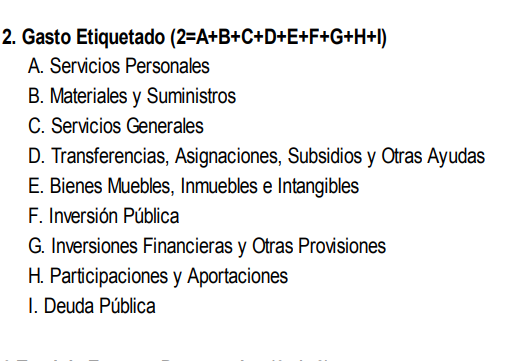 2. Gasto Etiquetado (2=A+B+C+D+E+F+G+H+I)
A. Servicios Personales
B. Materiales y Suministros
C. Servicios Generales
D. Transferencias, Asignaciones, Subsidios y Otras Ayudas
E. Bienes Muebles, Inmuebles e Intangibles
F. Inversión Pública
G. Inversiones Financieras y Otras Provisiones
H. Participaciones y Aportaciones
I. Deuda Pública